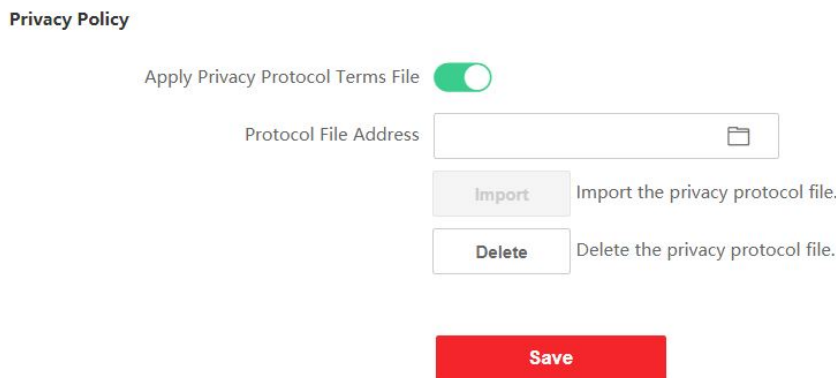 Privacy Policy
Apply Privacy Protocol Terms File
Protocol File Address
Import Import the privacy protocol file.
Delete Delete the privacy protocol file.
Save